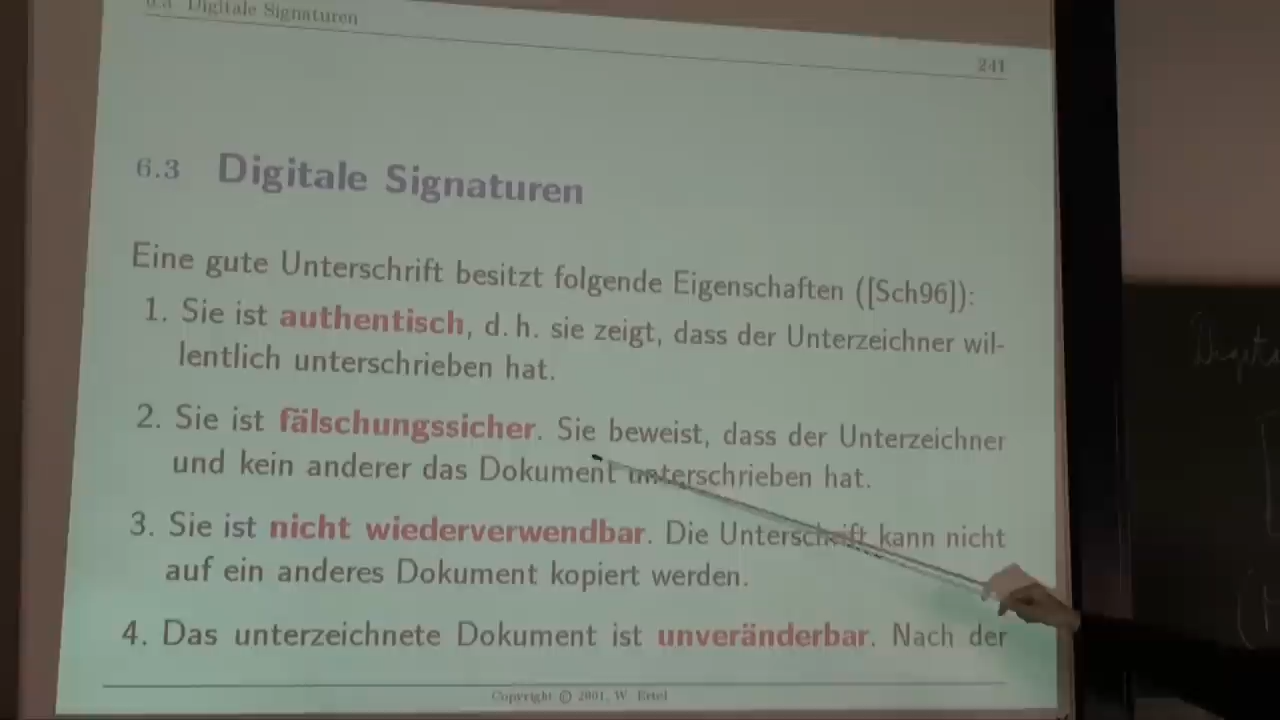 6.3 Digitale Signaturen
241
6.3 Digitale Signaturen
Eine gute Unterschrift besitzt folgende Eigenschaften ([Sch96]):
1. Sie ist authentisch, d. h. sie zeigt, dass der Unterzeichner wil-
lentlich unterschrieben hat.
2. Sie ist fälschungssicher. Sie beweist, dass der Unterzeichner
und kein anderer das Dokument unterschrieben hat.
3. Sie ist nicht wiederverwendbar. Die Unterschrift kann nicht
auf ein anderes Dokument kopiert werden.
4. Das unterzeichnete Dokument ist unveränderbar. Nach der
Copyright © 2001, W. Ertel